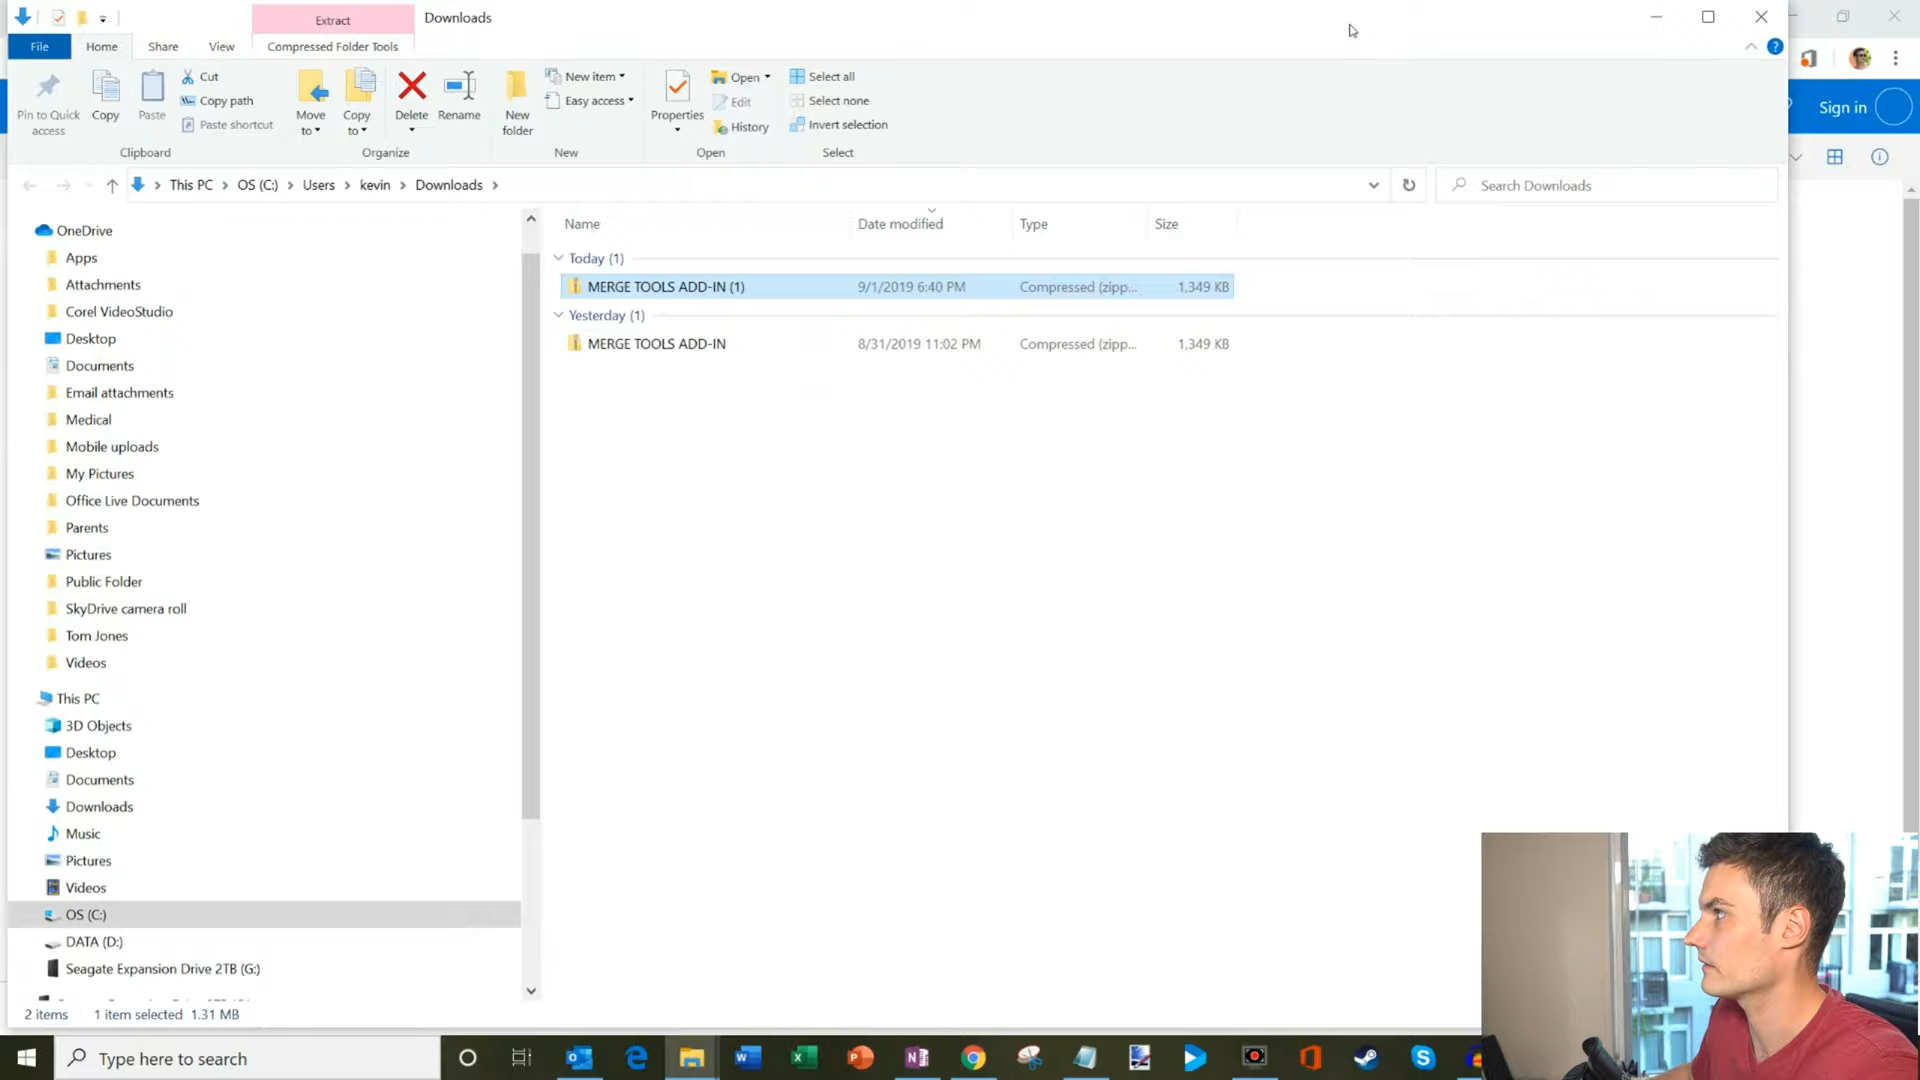 Extract
Downloads
File
Home
Share
View
Compressed Folder Tools
Pin to Quick access
Copy
Paste
Cut
Copy path
Paste shortcut
Clipboard
Move to
Copy to
Delete
Rename
Organize
New folder
New item
Easy access
New
Properties
Open
Edit
History
Open
Select all
Select none
Invert selection
Select
Sign in
This PC
OS (C:)
Users
kevin
Downloads
Search Downloads
Name
Date modified
Type
Size
Today (1)
MERGE TOOLS ADD-IN (1) 9/1/2019 6:40 PM Compressed (zipp... 1,349 KB
Yesterday (1)
MERGE TOOLS ADD-IN 8/31/2019 11:02 PM Compressed (zipp... 1,349 KB
OneDrive
Apps
Attachments
Corel VideoStudio
Desktop
Documents
Email attachments
Medical
Mobile uploads
My Pictures
Office Live Documents
Parents
Pictures
Public Folder
SkyDrive camera roll
Tom Jones
Videos
This PC
3D Objects
Desktop
Documents
Downloads
Music
Pictures
Videos
OS (C:)
DATA (D:)
Seagate Expansion Drive 2TB (G:)
2 items 1 item selected 1.31 MB
Type here to search